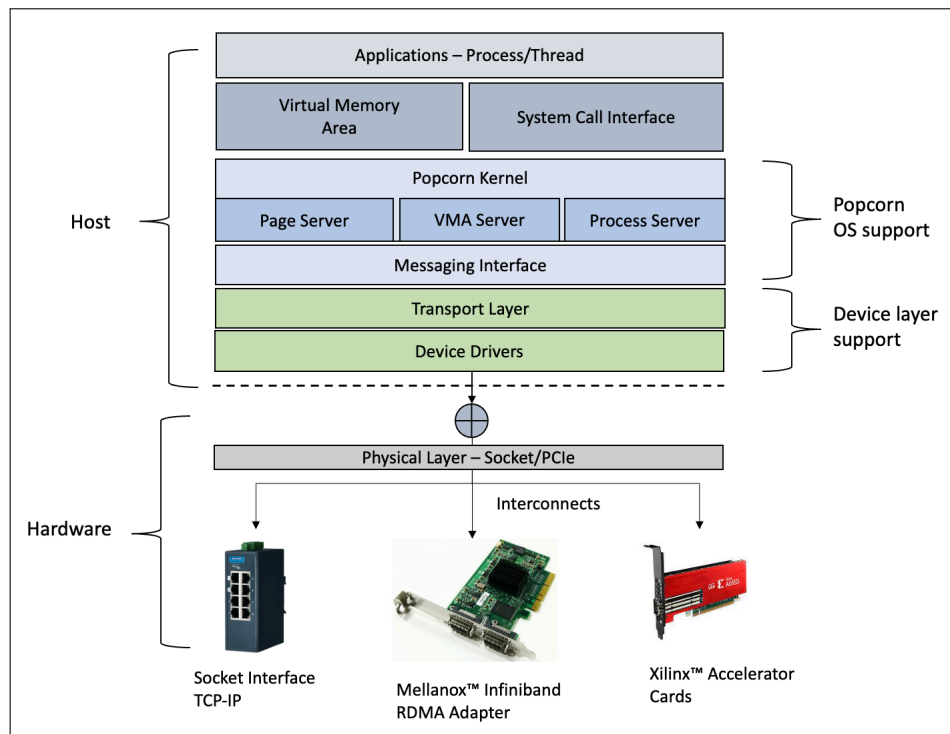 Applications – Process/Thread
Virtual Memory
Area
System Call Interface
Popcorn Kernel
Page Server
VMA Server
Process Server
Messaging Interface
Transport Layer
Device Drivers
Host
Popcorn
OS support
Device layer
support
Physical Layer – Socket/PCIe
Interconnects
Hardware
Socket Interface
TCP-IP
Mellanox™ Infiniband
RDMA Adapter
Xilinx™ Accelerator
Cards